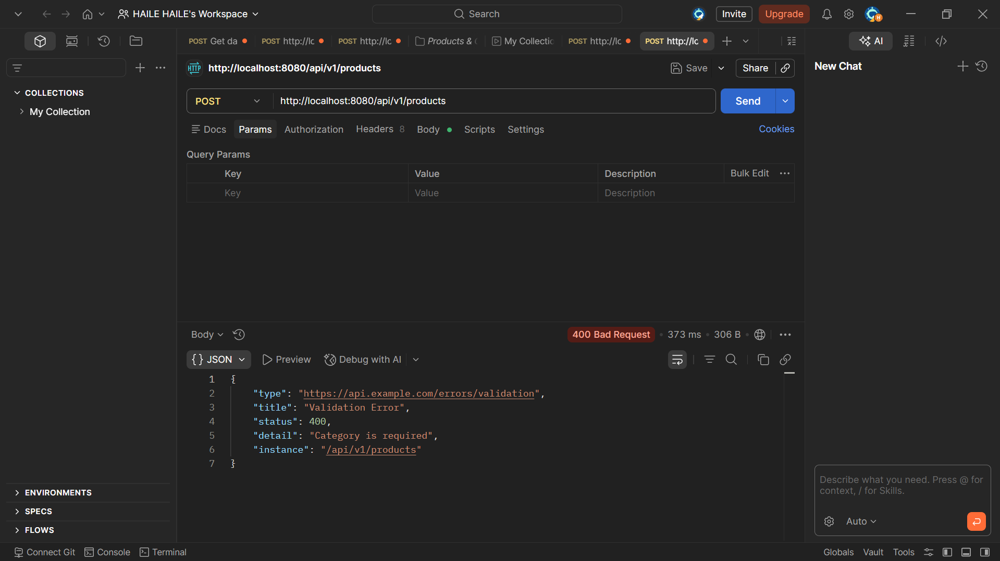 HAILE HAILE's Workspace
Search
Invite
Upgrade
POST Get da
POST http://lc
POST http://lc
Products &
My Collectic
POST http://lc
POST http://lc
AI
HTTP http://localhost:8080/api/v1/products
Save
Share
New Chat
COLLECTIONS
My Collection
POST
http://localhost:8080/api/v1/products
Send
Docs
Params
Authorization
Headers 8
Body
Scripts
Settings
Cookies
Query Params
Key
Value
Description
Bulk Edit
Key
Value
Description
Body
400 Bad Request
373 ms
306 B
{} JSON
Preview
Debug with AI
1 {
2 "type": "https://api.example.com/errors/validation",
3 "title": "Validation Error",
4 "status": 400,
5 "detail": "Category is required",
6 "instance": "/api/v1/products"
7 }
Describe what you need. Press @ for
context, / for Skills.
Auto
ENVIRONMENTS
SPECS
FLOWS
Connect Git
Console
Terminal
Globals
Vault
Tools